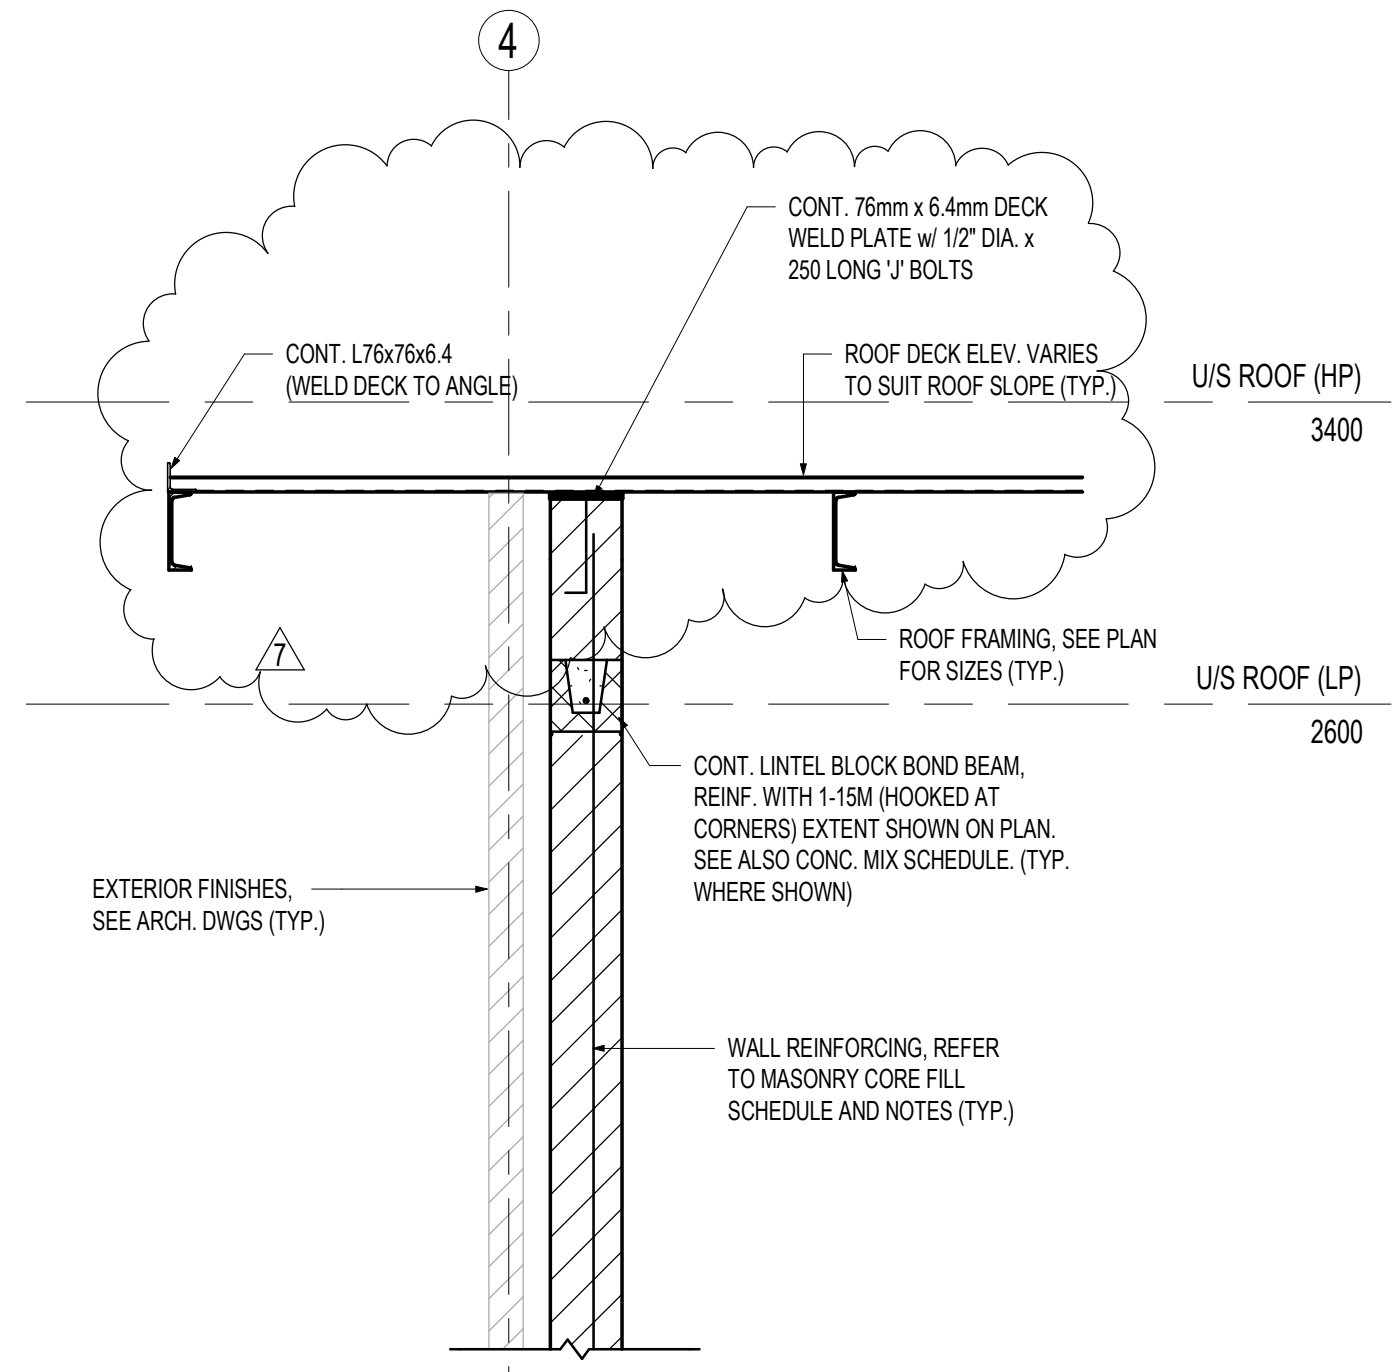 4
CONT. 76mm x 6.4mm DECK
WELD PLATE w/ 1/2" DIA. x
250 LONG 'J' BOLTS
CONT. L76x76x6.4
(WELD DECK TO ANGLE)
ROOF DECK ELEV. VARIES
TO SUIT ROOF SLOPE (TYP.)
U/S ROOF (HP)
3400
ROOF FRAMING, SEE PLAN
FOR SIZES (TYP.)
7
U/S ROOF (LP)
2600
CONT. LINTEL BLOCK BOND BEAM,
REINF. WITH 1-15M (HOOKED AT
CORNERS) EXTENT SHOWN ON PLAN.
SEE ALSO CONC. MIX SCHEDULE. (TYP.
WHERE SHOWN)
EXTERIOR FINISHES,
SEE ARCH. DWGS (TYP.)
WALL REINFORCING, REFER
TO MASONRY CORE FILL
SCHEDULE AND NOTES (TYP.)